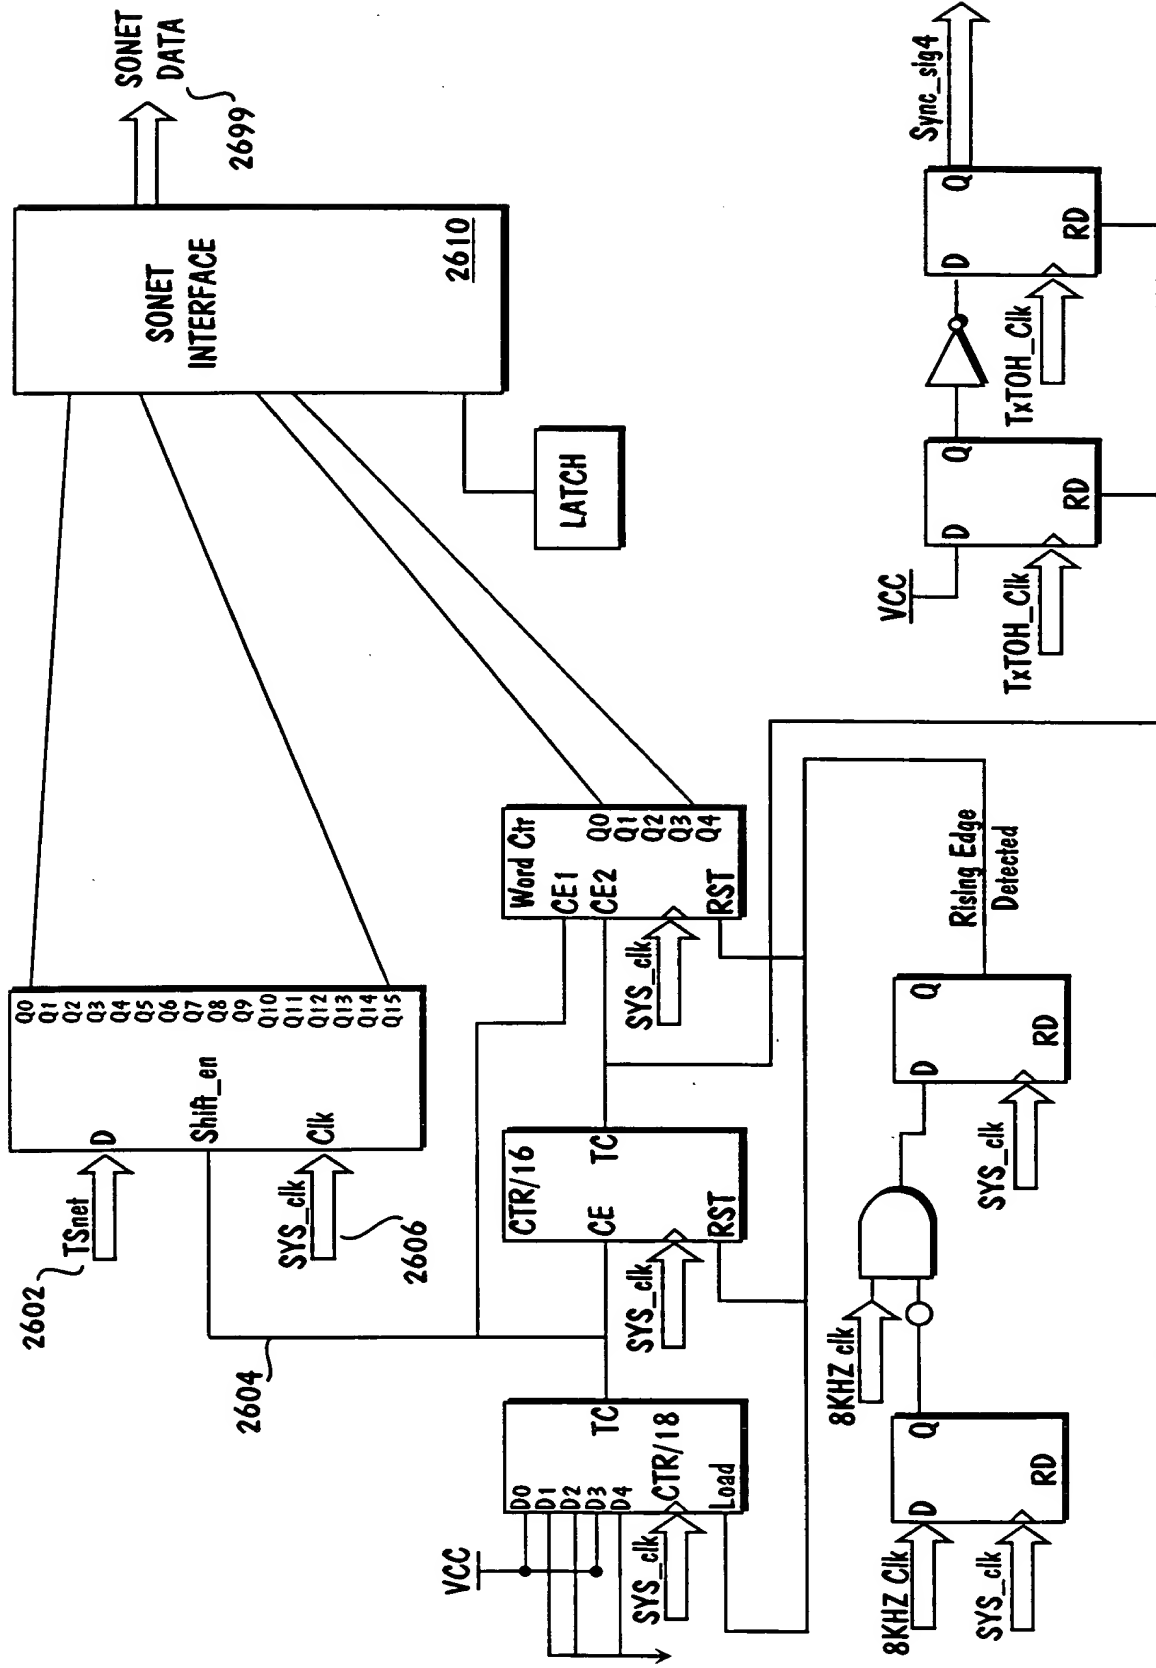 SONET
DATA
2699
SONET
INTERFACE
2610
LATCH
2602
TSnet
D
Shift_en
Clk
SYS_clk
2606
2604
Q0
Q1
Q2
Q3
Q4
Q5
Q6
Q7
Q8
Q9
Q10
Q11
Q12
Q13
Q14
Q15
VCC
D0
D1
D2
D3
D4
TC
CTR/18
Load
SYS_clk
CTR/16
CE
TC
RST
SYS_clk
Word Ctr
CE1
CE2
RST
SYS_clk
Q0
Q1
Q2
Q3
Q4
8KHZ Clk
SYS_clk
D
Q
RD
8KHZ clk
SYS_clk
D
Q
RD
Rising Edge
Detected
VCC
TxTOH_Clk
D
Q
RD
TxTOH_Clk
D
Q
RD
Sync_sig4